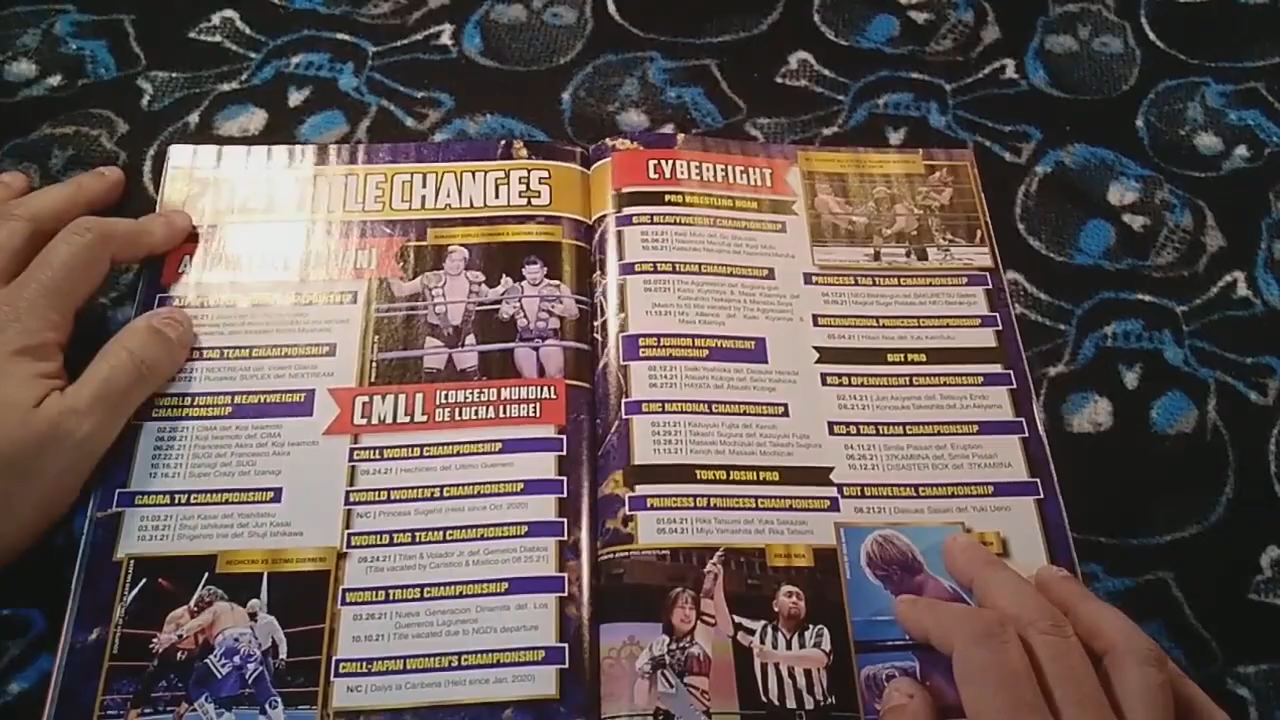 2021 TITLE CHANGES
WORLD TAG TEAM CHAMPIONSHIP
NEXTREAM def. Violent Giants
Runaway SUPLEX def. NEXTREAM
WORLD JUNIOR HEAVYWEIGHT
CHAMPIONSHIP
02.20.21 | CIMA def. Koji Iwamoto
06.09.21 | Koji Iwamoto def. CIMA
06.26.21 | Francesco Akira def. Koji Iwamoto
07.22.21 | SUGI def. Francesco Akira
10.16.21 | Izanagi def. SUGI
12.16.21 | Super Crazy def. Izanagi
GAORA TV CHAMPIONSHIP
01.03.21 | Jun Kasai def. Yoshitatsu
03.18.21 | Shuji Ishikawa def. Jun Kasai
10.31.21 | Shigehiro Irie def. Shuji Ishikawa
HECHICERO VS. ULTIMO GUERRERO
CMLL [CONSEJO MUNDIAL
DE LUCHA LIBRE]
CMLL WORLD CHAMPIONSHIP
09.24.21 | Hechicero def. Ultimo Guerrero
WORLD WOMEN'S CHAMPIONSHIP
N/C | Princesa Sugehit (Held since Oct. 2020)
WORLD TAG TEAM CHAMPIONSHIP
09.24.21 | Titan & Volador Jr. def. Gemelos Diablos
[Title vacated by Caristico & Mistico on 08.25.21]
WORLD TRIOS CHAMPIONSHIP
03.26.21 | Nueva Generacion Dinamita def. Los
Guerreros Laguneros
10.10.21 | Title vacated due to NGD's departure
CMLL-JAPAN WOMEN'S CHAMPIONSHIP
N/C | Dalys la Caribeña (Held since Jan. 2020)
CYBERFIGHT
PRO WRESTLING NOAH
GHC HEAVYWEIGHT CHAMPIONSHIP
02.12.21 | Keiji Muto def. Go Shiozaki
06.06.21 | Naomichi Marufuji def. Keiji Muto
10.10.21 | Katsuhiko Nakajima def. Naomichi Marufuji
GHC TAG TEAM CHAMPIONSHIP
03.07.21 | The Aggression def. Sugiura-gun
Kaito Kiyomiya & Masa Kitamiya def.
Katsuhiko Nakajima & Manabu Soya
[Match to fill title vacated by The Aggression]
11.13.21 | M's Alliance def. Kaito Kiyomiya &
Masa Kitamiya
GHC JUNIOR HEAVYWEIGHT
CHAMPIONSHIP
02.12.21 | Seiki Yoshioka def. Daisuke Harada
03.14.21 | Atsushi Kotoge def. Seiki Yoshioka
06.27.21 | HAYATA def. Atsushi Kotoge
GHC NATIONAL CHAMPIONSHIP
03.21.21 | Kazuyuki Fujita def. Kenoh
04.29.21 | Takashi Sugiura def. Kazuyuki Fujita
10.28.21 | Masaaki Mochizuki def. Takashi Sugiura
11.13.21 | Kenoh def. Masaaki Mochizuki
TOKYO JOSHI PRO
PRINCESS OF PRINCESS CHAMPIONSHIP
01.04.21 | Rika Tatsumi def. Yuka Sakazaki
05.04.21 | Miyu Yamashita def. Rika Tatsumi
PRINCESS TAG TEAM CHAMPIONSHIP
04.17.21 | NEO Biishiki-gun def. BAKURETSU Sisters
Magical Sugar Rabbits def. NEO Biishiki-gun
INTERNATIONAL PRINCESS CHAMPIONSHIP
05.04.21 | Hikari Noa def. Yuki Kamifuku
DDT PRO
KO-D OPENWEIGHT CHAMPIONSHIP
02.14.21 | Jun Akiyama def. Tetsuya Endo
08.21.21 | Konosuke Takeshita def. Jun Akiyama
KO-D TAG TEAM CHAMPIONSHIP
04.11.21 | Smile Pissari def. Eruption
06.26.21 | 37KAMIINA def. Smile Pissari
10.12.21 | DISASTER BOX def. 37KAMIINA
DDT UNIVERSAL CHAMPIONSHIP
08.21.21 | Daisuke Sasaki def. Yuki Ueno
HIKARI NOA